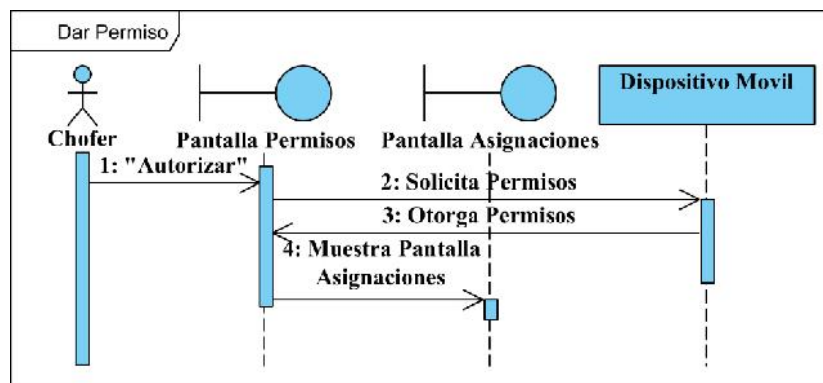 Dar Permiso
Chofer
Pantalla Permisos
Pantalla Asignaciones
Dispositivo Movil
1: "Autorizar"
2: Solicita Permisos
3: Otorga Permisos
4: Muestra Pantalla
Asignaciones